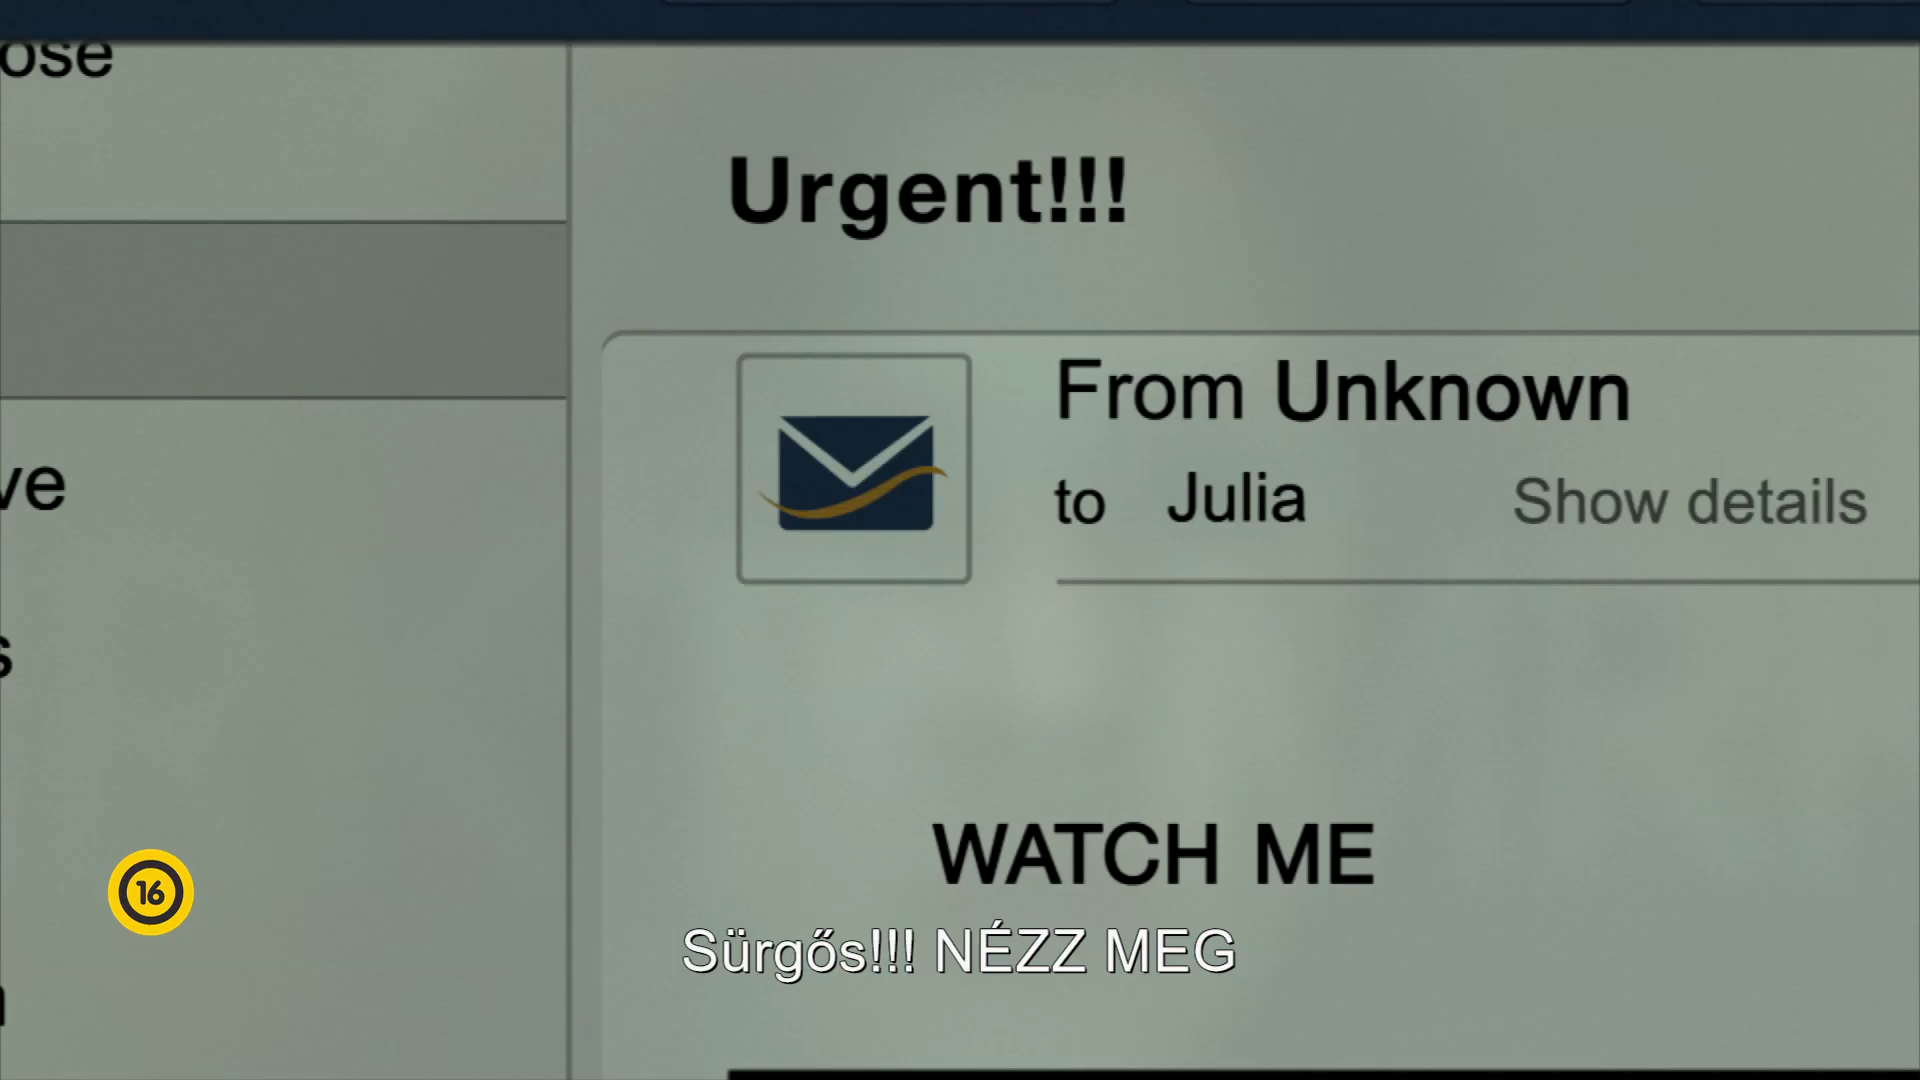 ose
Urgent!!!
From Unknown
to Julia Show details
ve
s
WATCH ME
16
Sürgős!!! NÉZZ MEG